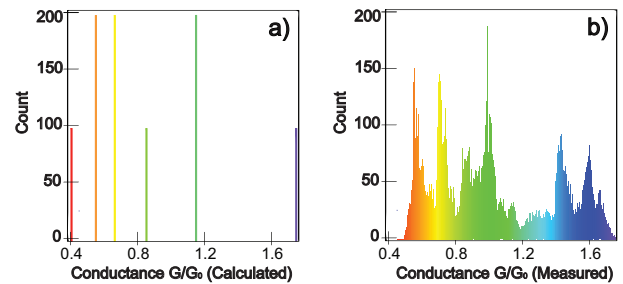 a)
200
150
100
50
0
Count
0.4 0.8 1.2 1.6
Conductance G/G₀ (Calculated)
b)
200
150
100
50
0
Count
0.4 0.8 1.2 1.6
Conductance G/G₀ (Measured)